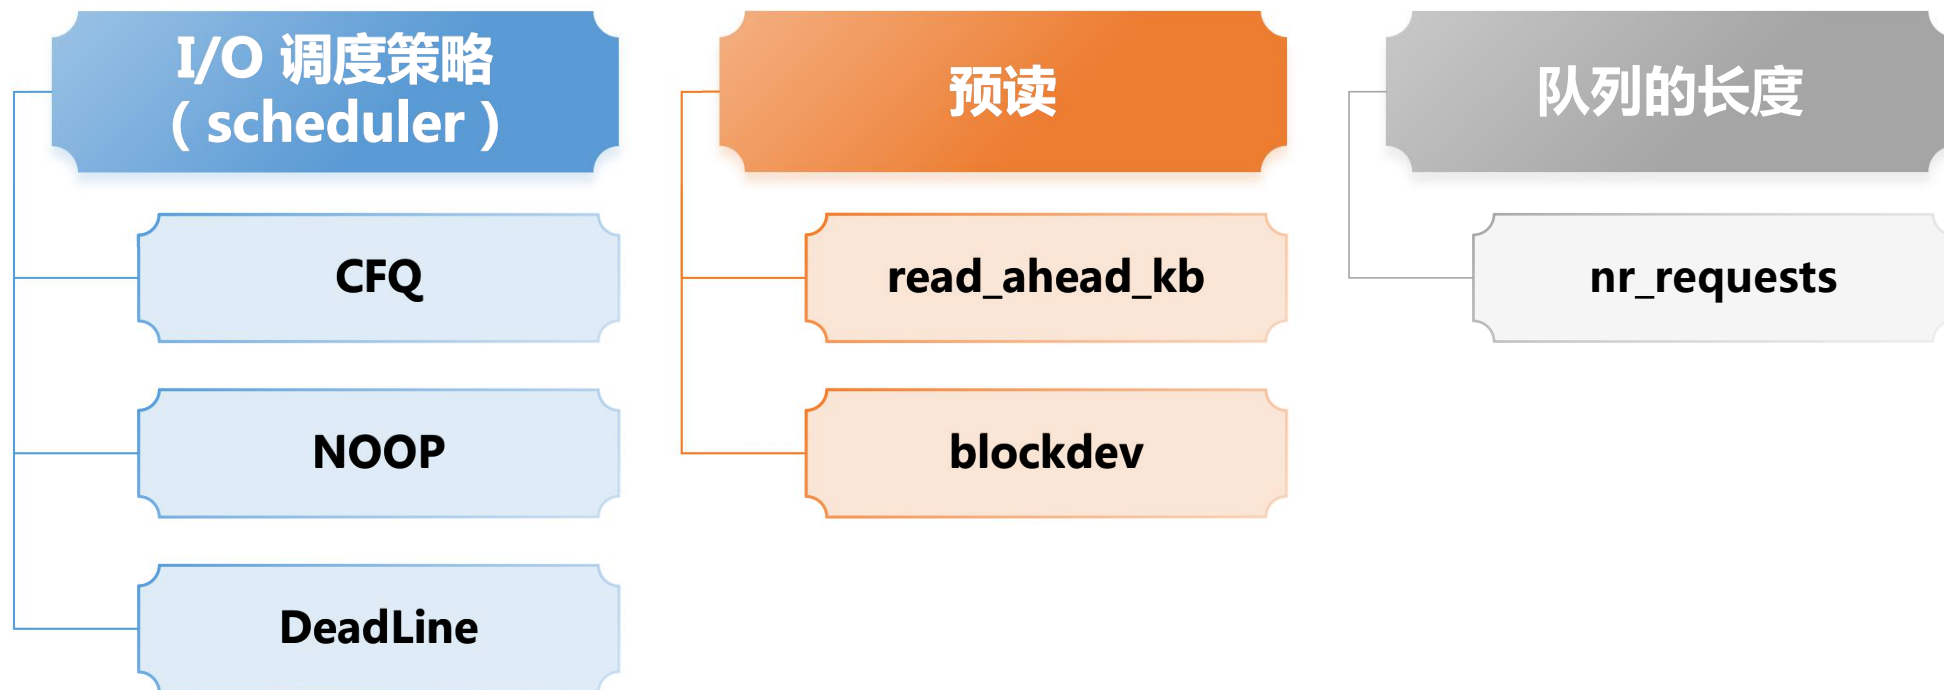 I/O 调度策略
（scheduler）
CFQ
NOOP
DeadLine
预读
read_ahead_kb
blockdev
队列的长度
nr_requests